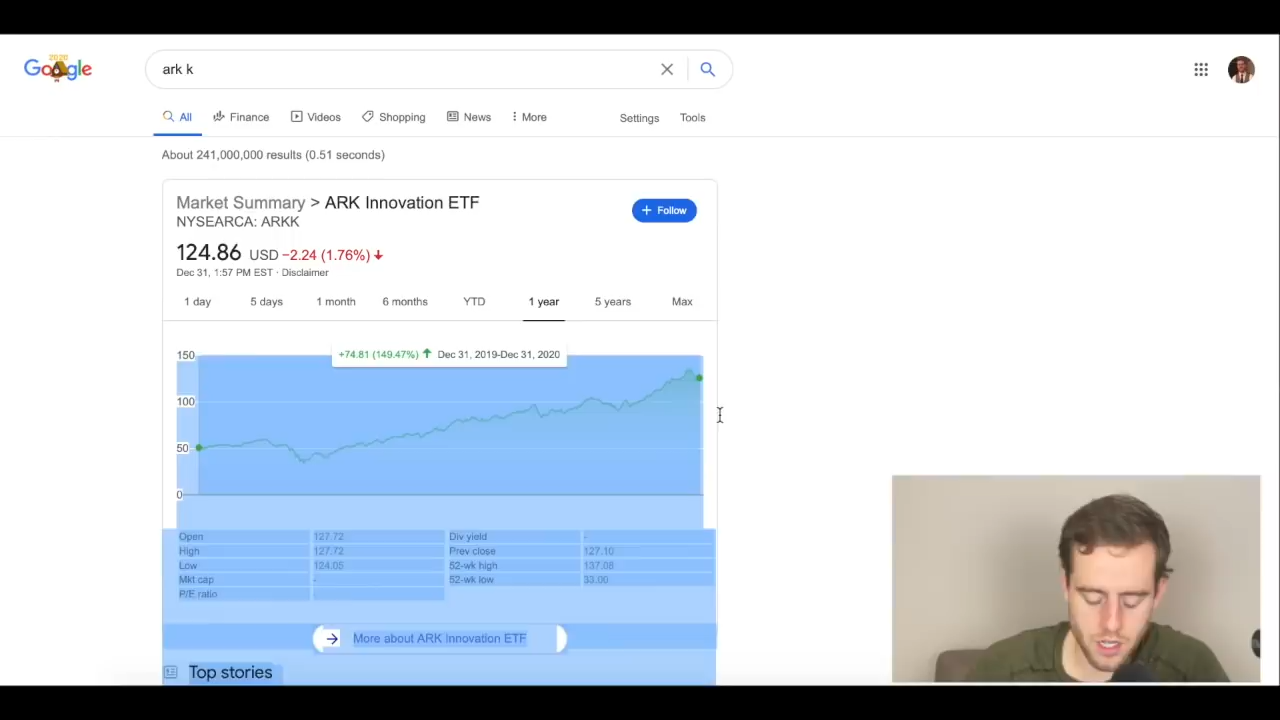 2020
Google
ark k
All
Finance
Videos
Shopping
News
More
Settings
Tools
About 241,000,000 results (0.51 seconds)
Market Summary > ARK Innovation ETF
NYSEARCA: ARKK
+ Follow
124.86 USD −2.24 (1.76%)
Dec 31, 1:57 PM EST · Disclaimer
1 day 5 days 1 month 6 months YTD 1 year 5 years Max
+74.81 (149.47%) Dec 31, 2019-Dec 31, 2020
150
100
50
0
Open 127.72 Div yield -
High 127.72 Prev close 127.10
Low 124.05 52-wk high 137.08
Mkt cap - 52-wk low 33.00
P/E ratio
More about ARK Innovation ETF
Top stories